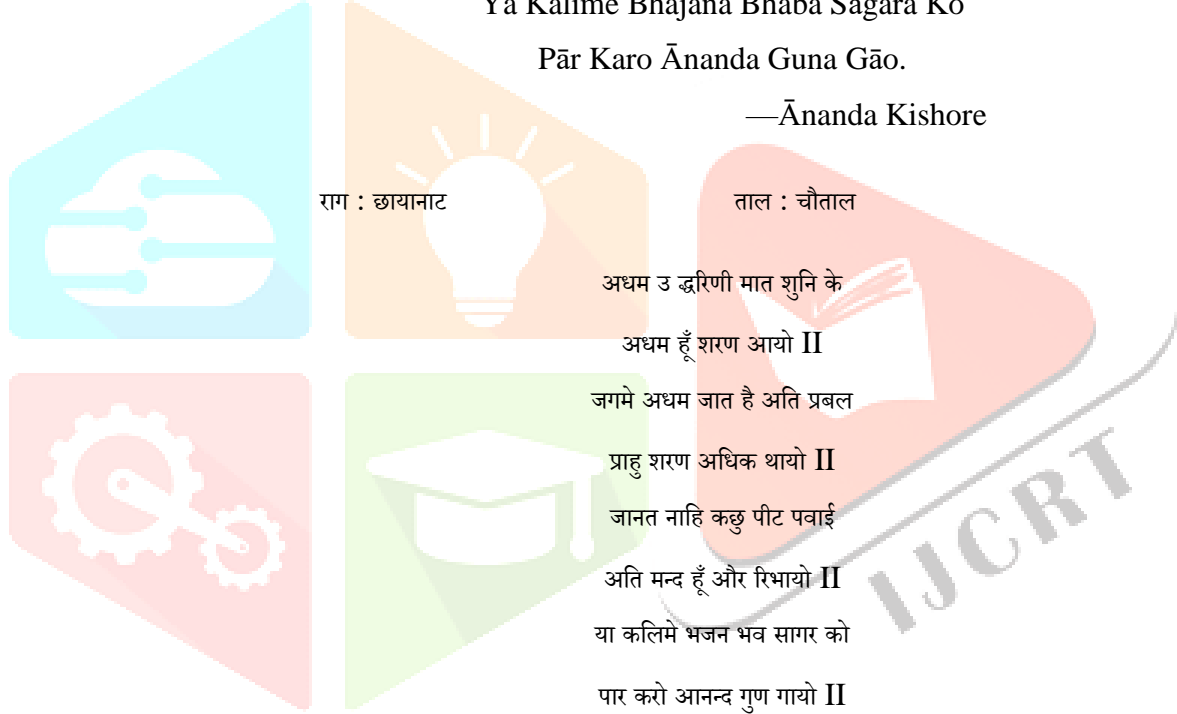 Ya Kalime Bhajana Bhaba Sagara Ko
Pār Karo Ānanda Guna Gāo.
—Ānanda Kishore
राग : छायानाट ताल : चौताल
अधम उ द्धरिणी मात शुनि के
अधम हूँ शरण आयो II
जगमे अधम जात है अति प्रबल
प्राहु शरण अधिक थायो II
जानत नाहि कछु पीट पवाई
अति मन्द हूँ और रिभायो II
या कलिमे भजन भव सागर को
पार करो आनन्द गुण गायो II
IJCRT